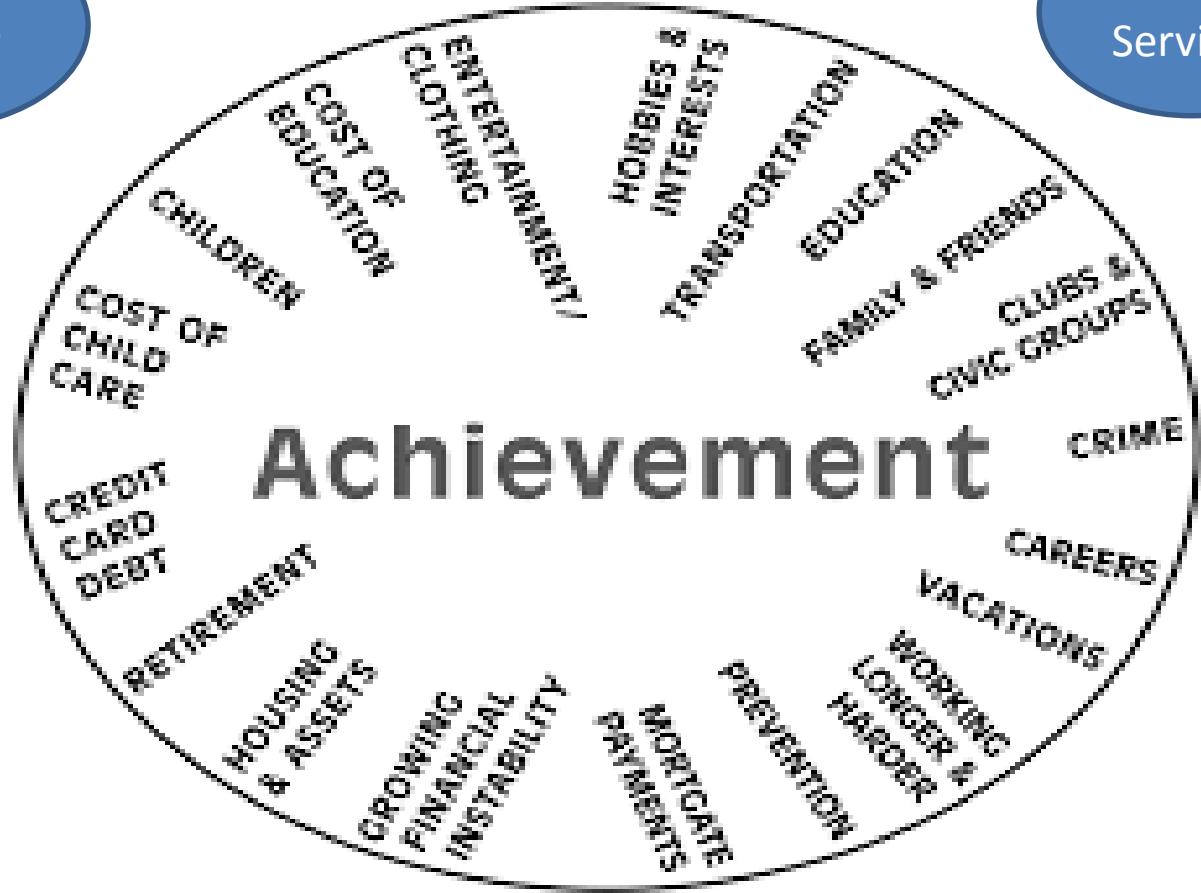 Servi
HOBBIES &
INTERESTS
TRANSPORTATION
EDUCATION
FAMILY & FRIENDS
CLUBS &
CIVIC GROUPS
CRIME
CAREERS
VACATIONS
WORKING
LONGER &
HARDER
PREVENTION
MORTGATE
PAYMENTS
GROWING
FINANCIAL
INSTABILITY
HOUSING
& ASSETS
RETIREMENT
CREDIT
CARD
DEBT
COST OF
CHILD
CARE
CHILDREN
COST OF
EDUCATION
ENTERTAINMENT/
CLOTHING
Achievement